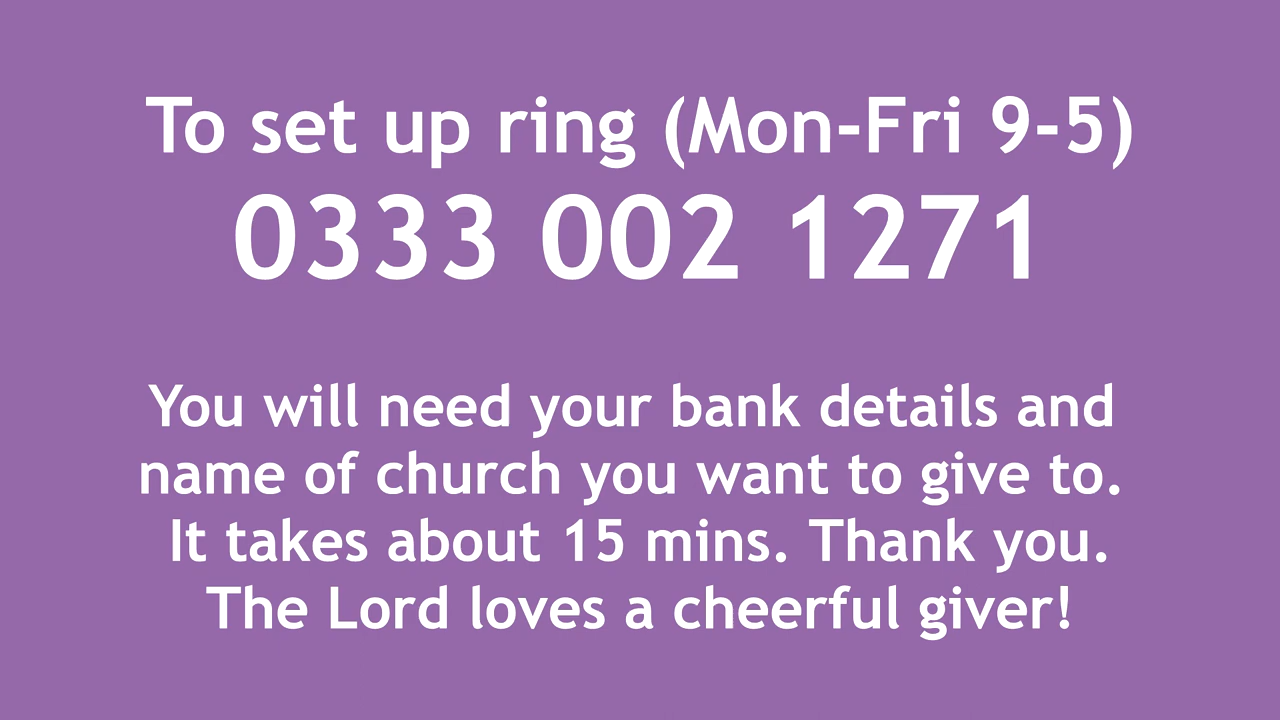 To set up ring (Mon-Fri 9-5)
0333 002 1271
You will need your bank details and
name of church you want to give to.
It takes about 15 mins. Thank you.
The Lord loves a cheerful giver!